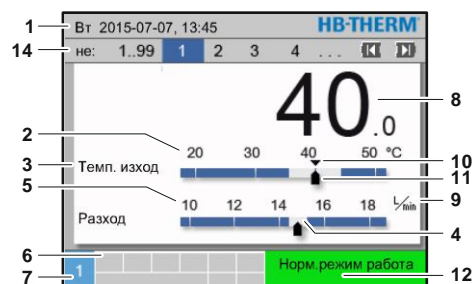 1 Вт 2015-07-07, 13:45 HB-THERM
14 не: 1..99 1 2 3 4 ...
40.0 8
2 20 30 40 50 °C 10
3 Темп. изход 11
5 10 12 14 16 18 L/min 9
Разход 4
6 Норм.режим работа
7 1 12